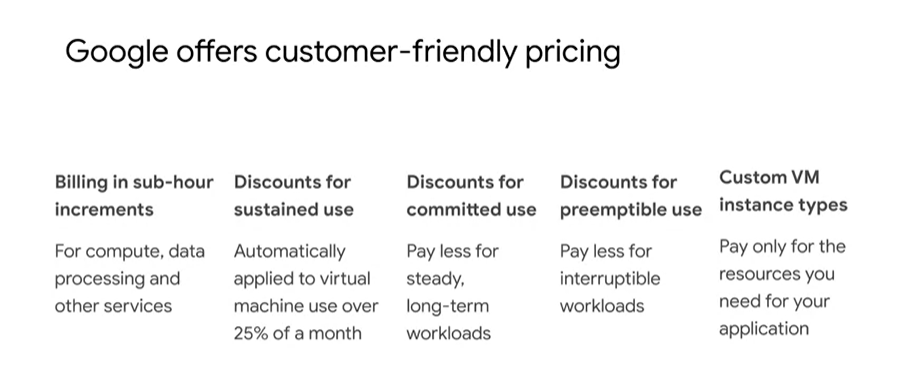 Google offers customer-friendly pricing
Billing in sub-hour
increments
For compute, data
processing and
other services
Discounts for
sustained use
Automatically
applied to virtual
machine use over
25% of a month
Discounts for
committed use
Pay less for
steady,
long-term
workloads
Discounts for
preemptible use
Pay less for
interruptible
workloads
Custom VM
instance types
Pay only for the
resources you
need for your
application